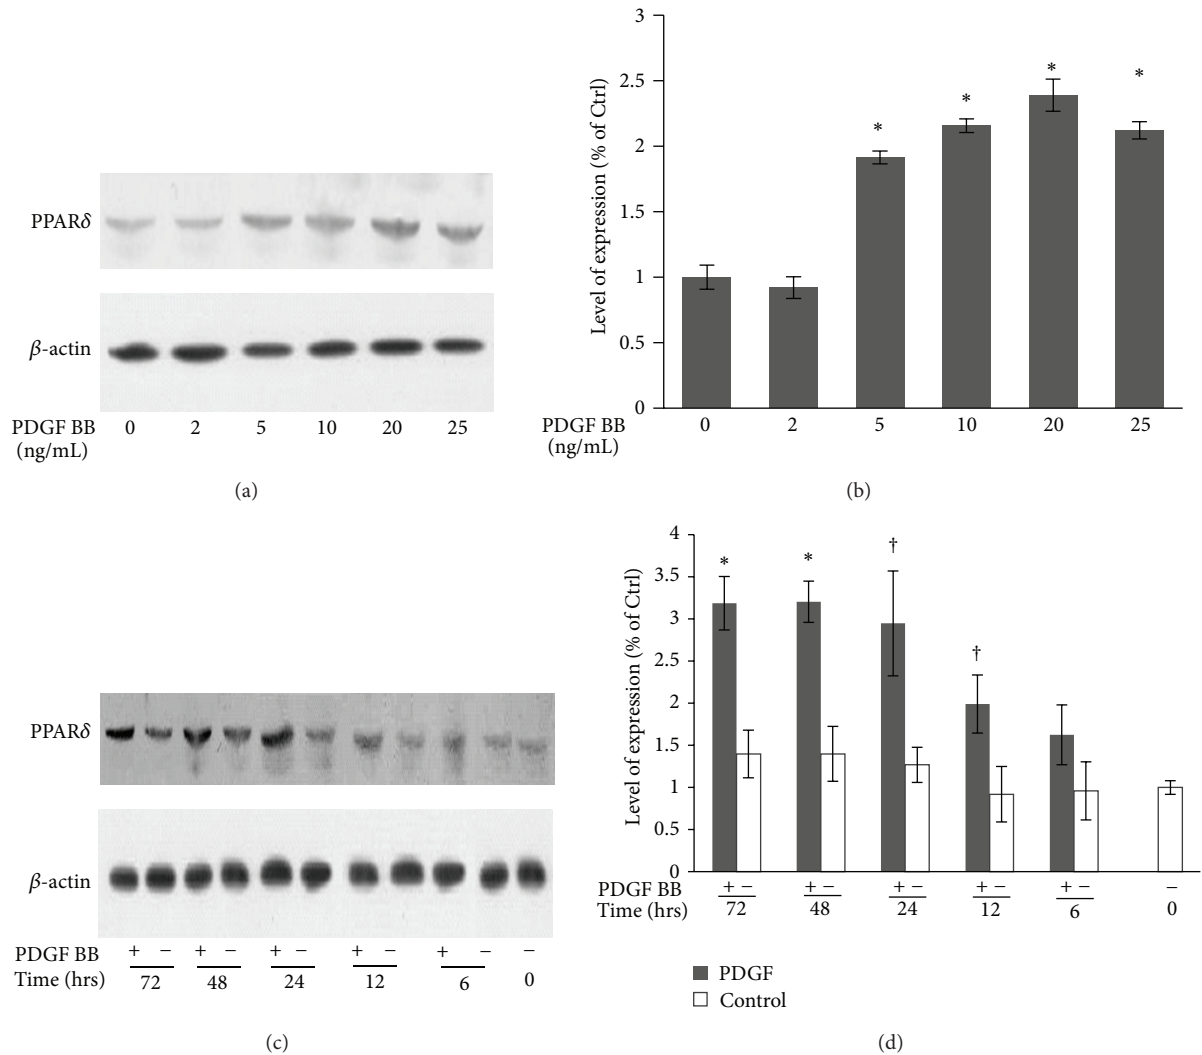 PPARδ
β-actin
PDGF BB 0 2 5 10 20 25
(ng/mL)
(a)
3
2.5
2
1.5
1
0.5
0
Level of expression (% of Ctrl)
* * * *
PDGF BB 0 2 5 10 20 25
(ng/mL)
(b)
PPARδ
β-actin
PDGF BB + − + − + − + − + − −
Time (hrs) 72 48 24 12 6 0
(c)
4
3.5
3
2.5
2
1.5
1
0.5
0
Level of expression (% of Ctrl)
* * † †
PDGF BB + − + − + − + − + − −
Time (hrs) 72 48 24 12 6 0
PDGF
Control
(d)